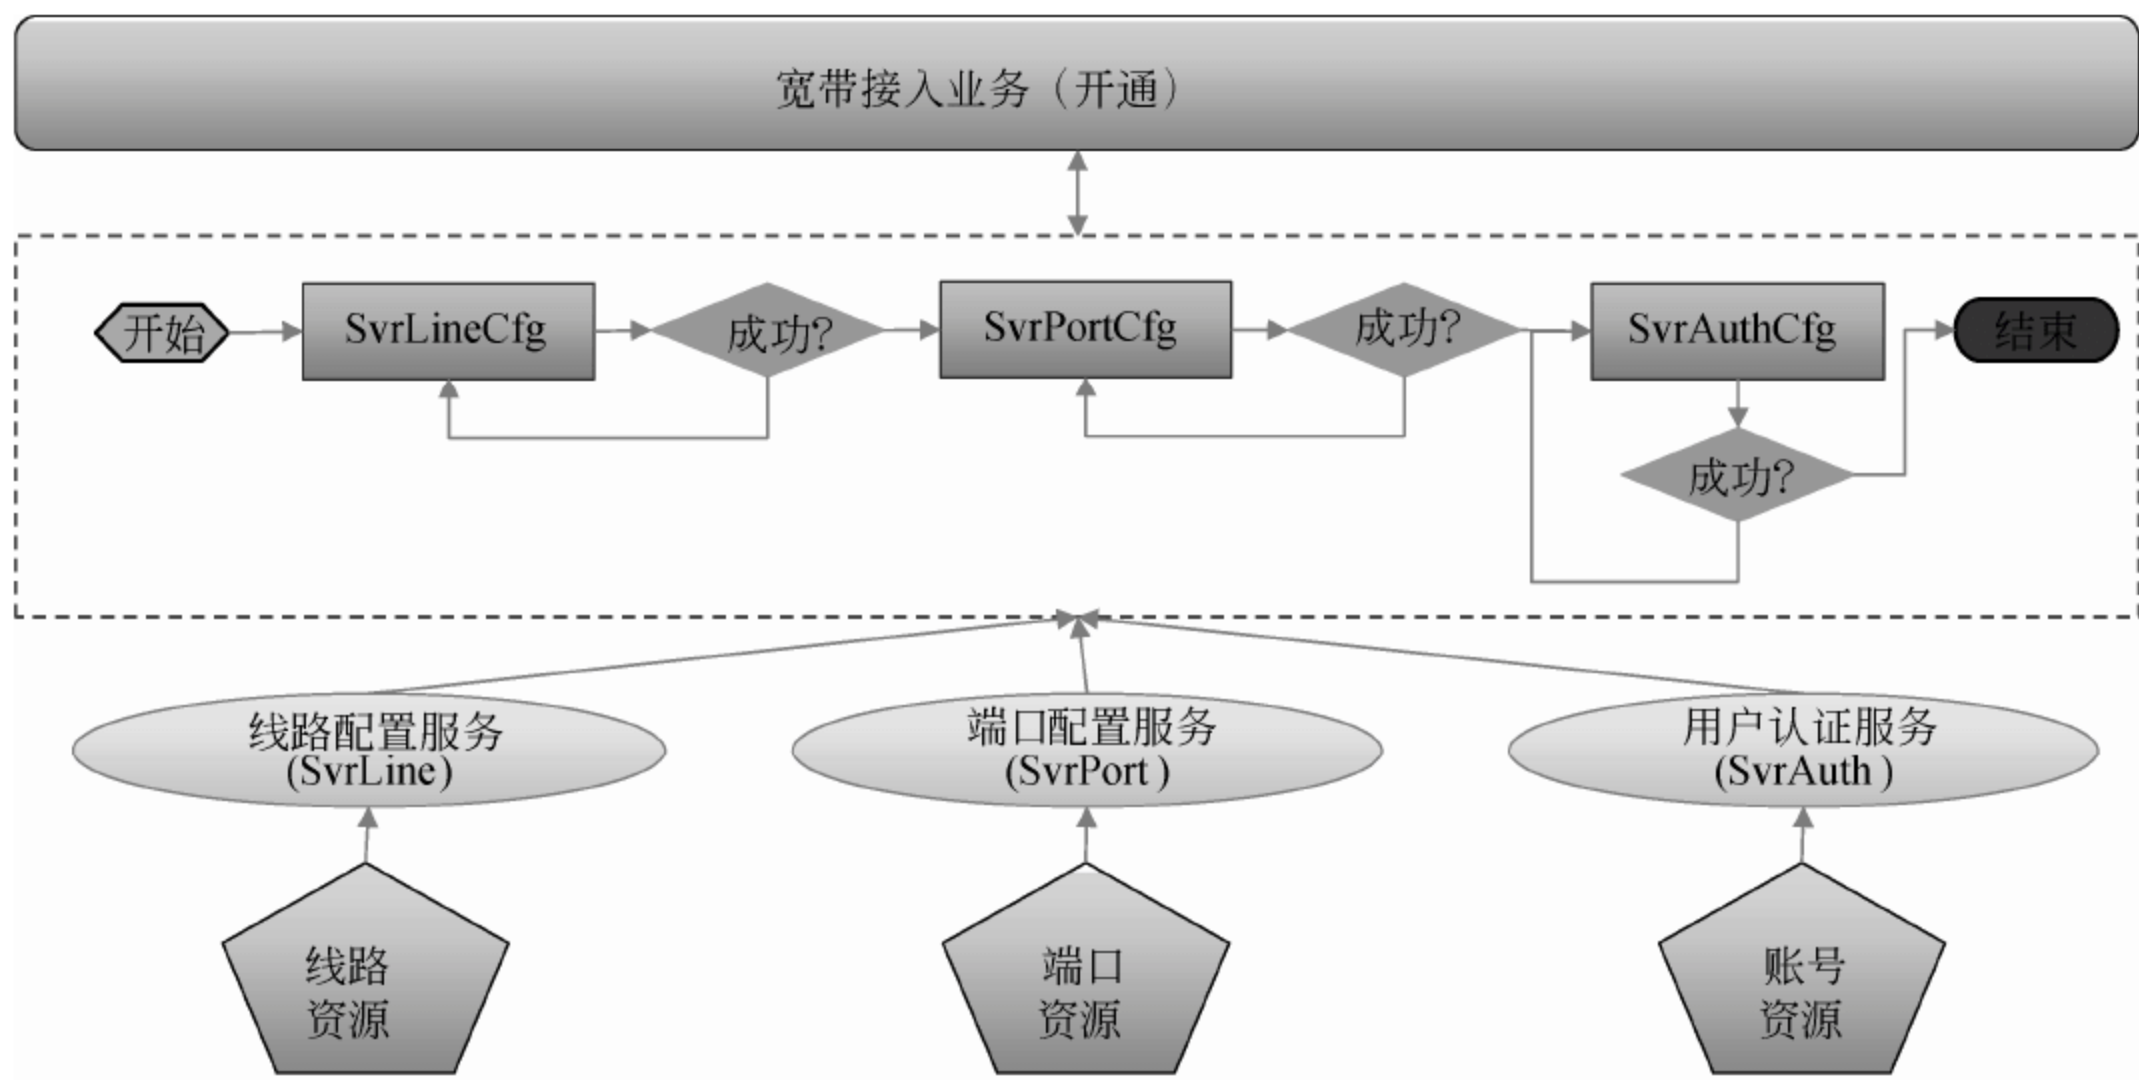 宽带接入业务（开通）
开始
SvrLineCfg
成功?
SvrPortCfg
成功?
SvrAuthCfg
结束
成功?
线路配置服务
(SvrLine)
端口配置服务
(SvrPort )
用户认证服务
(SvrAuth )
线路
资源
端口
资源
账号
资源